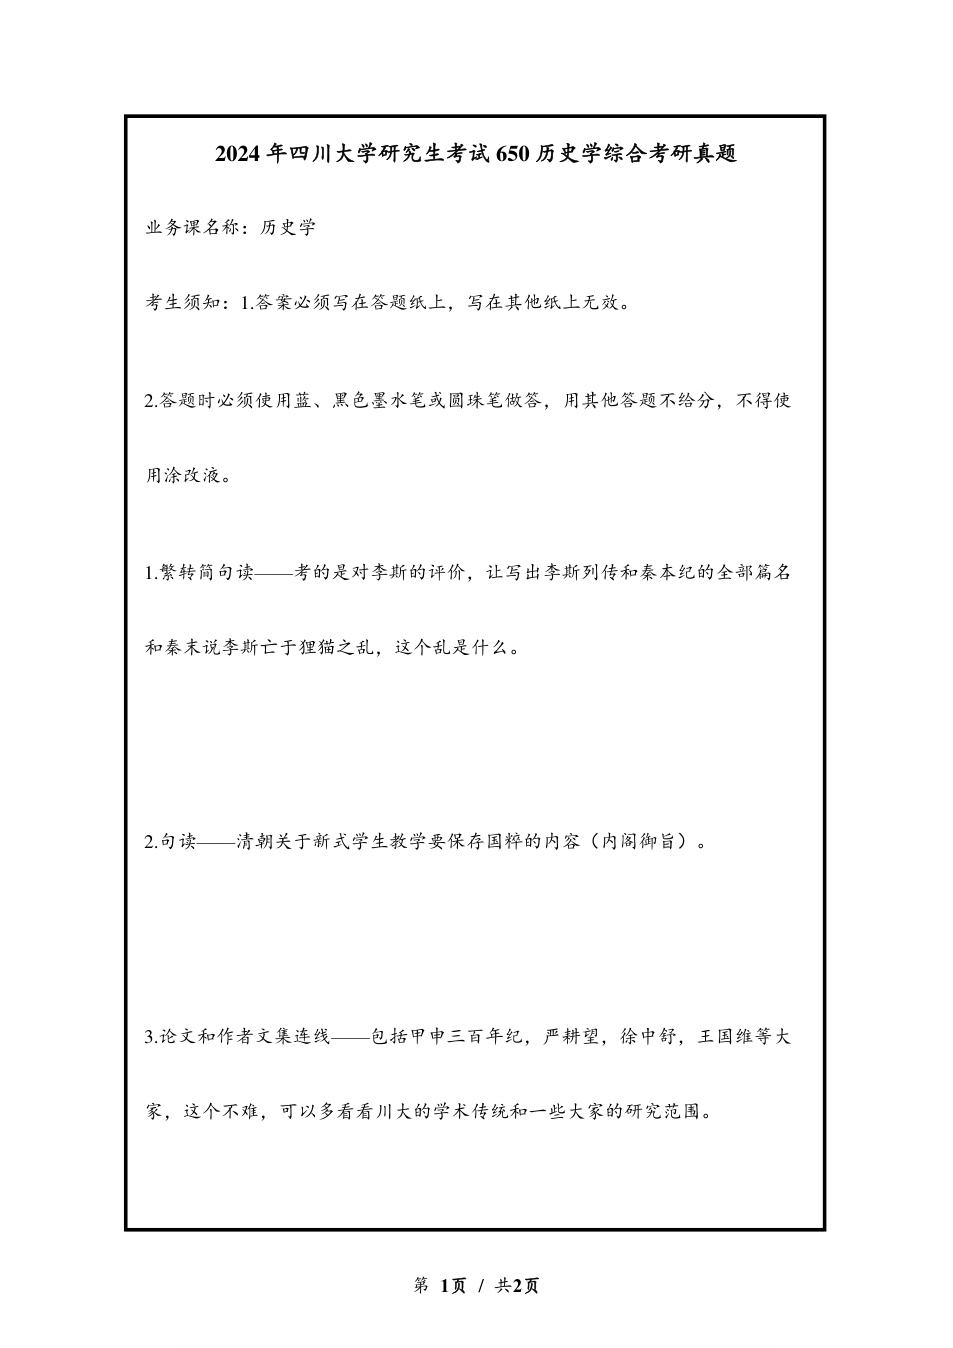 2024 年四川大学研究生考试 650 历史学综合考研真题
业务课名称：历史学
考生须知：1.答案必须写在答题纸上，写在其他纸上无效。
2.答题时必须使用蓝、黑色墨水笔或圆珠笔做答，用其他答题不给分，不得使
用涂改液。
1.繁转简句读——考的是对李斯的评价，让写出李斯列传和秦本纪的全部篇名
和秦末说李斯亡于狸猫之乱，这个乱是什么。
2.句读——清朝关于新式学生教学要保存国粹的内容（内阁御旨）。
3.论文和作者文集连线——包括甲申三百年纪，严耕望，徐中舒，王国维等大
家，这个不难，可以多看看川大的学术传统和一些大家的研究范围。
第 1页 / 共2页